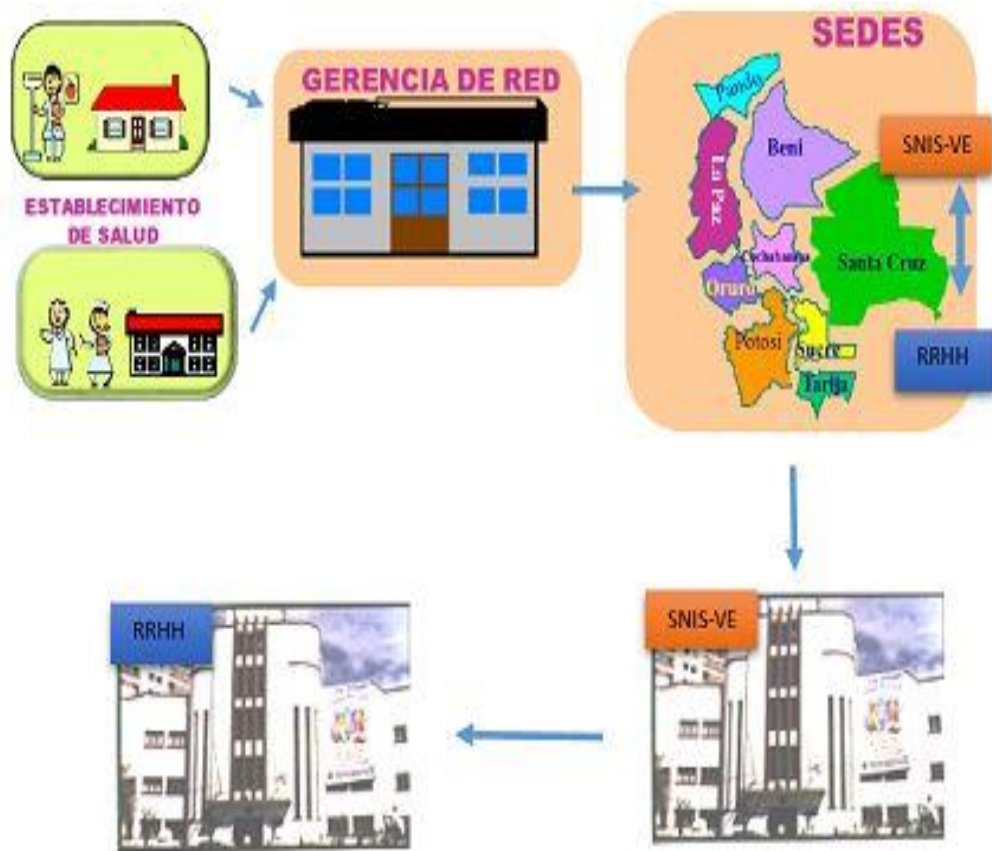 ESTABLECIMIENTO
DE SALUD
GERENCIA DE RED
SEDES
Pando
Beni
La Paz
Cochabamba
Oruro
Santa Cruz
Potosi
Sucre
Tarija
SNIS-VE
RRHH
RRHH
SNIS-VE